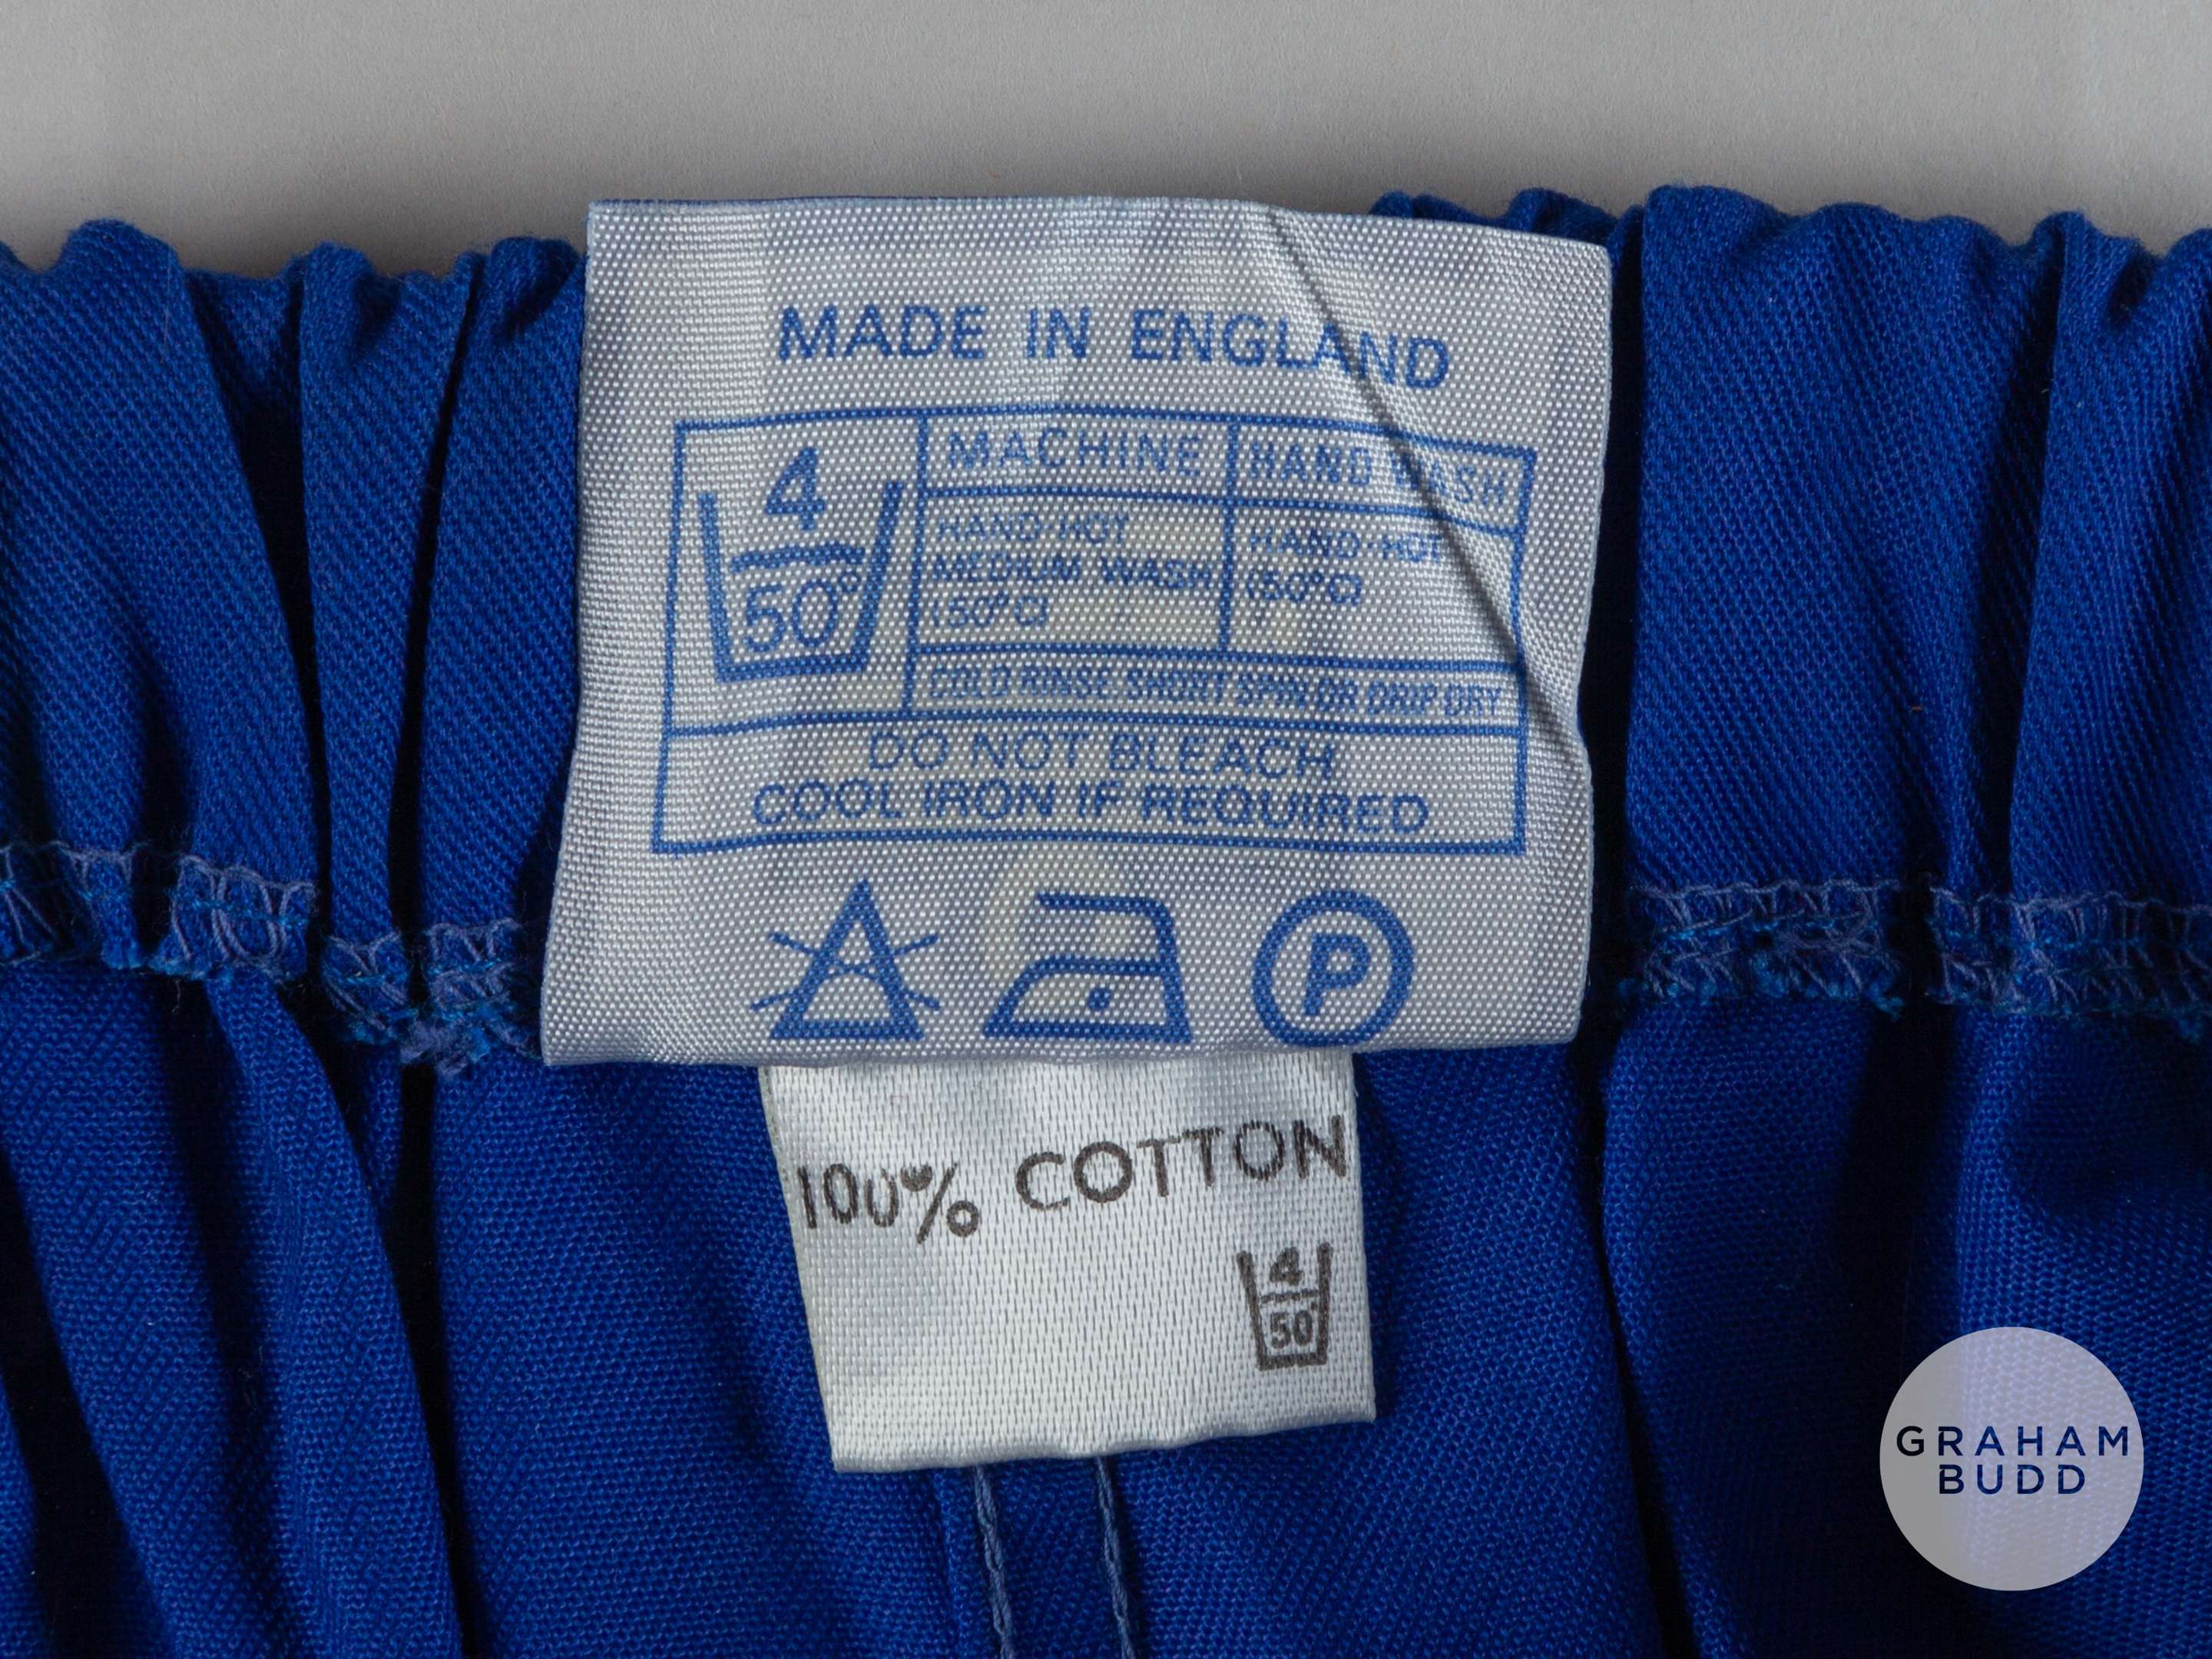 MADE IN ENGLAND
4
50°
MACHINE
HAND WASH
HAND-HOT
MEDIUM WASH
(50°C)
HAND-HOT
(50°C)
COLD RINSE SHORT SPIN OR DRIP DRY
DO NOT BLEACH
COOL IRON IF REQUIRED
P
100% COTTON
4
50
GRAHAM
BUDD